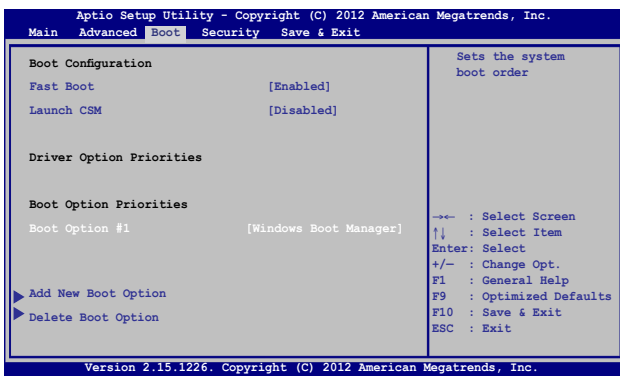 Aptio Setup Utility - Copyright (C) 2012 American Megatrends, Inc.
Main Advanced Boot Security Save & Exit
Boot Configuration
Fast Boot [Enabled]
Launch CSM [Disabled]
Driver Option Priorities
Boot Option Priorities
Boot Option #1 [Windows Boot Manager]
Add New Boot Option
Delete Boot Option
Sets the system
boot order
→← : Select Screen
↑↓ : Select Item
Enter: Select
+/— : Change Opt.
F1 : General Help
F9 : Optimized Defaults
F10 : Save & Exit
ESC : Exit
Version 2.15.1226. Copyright (C) 2012 American Megatrends, Inc.